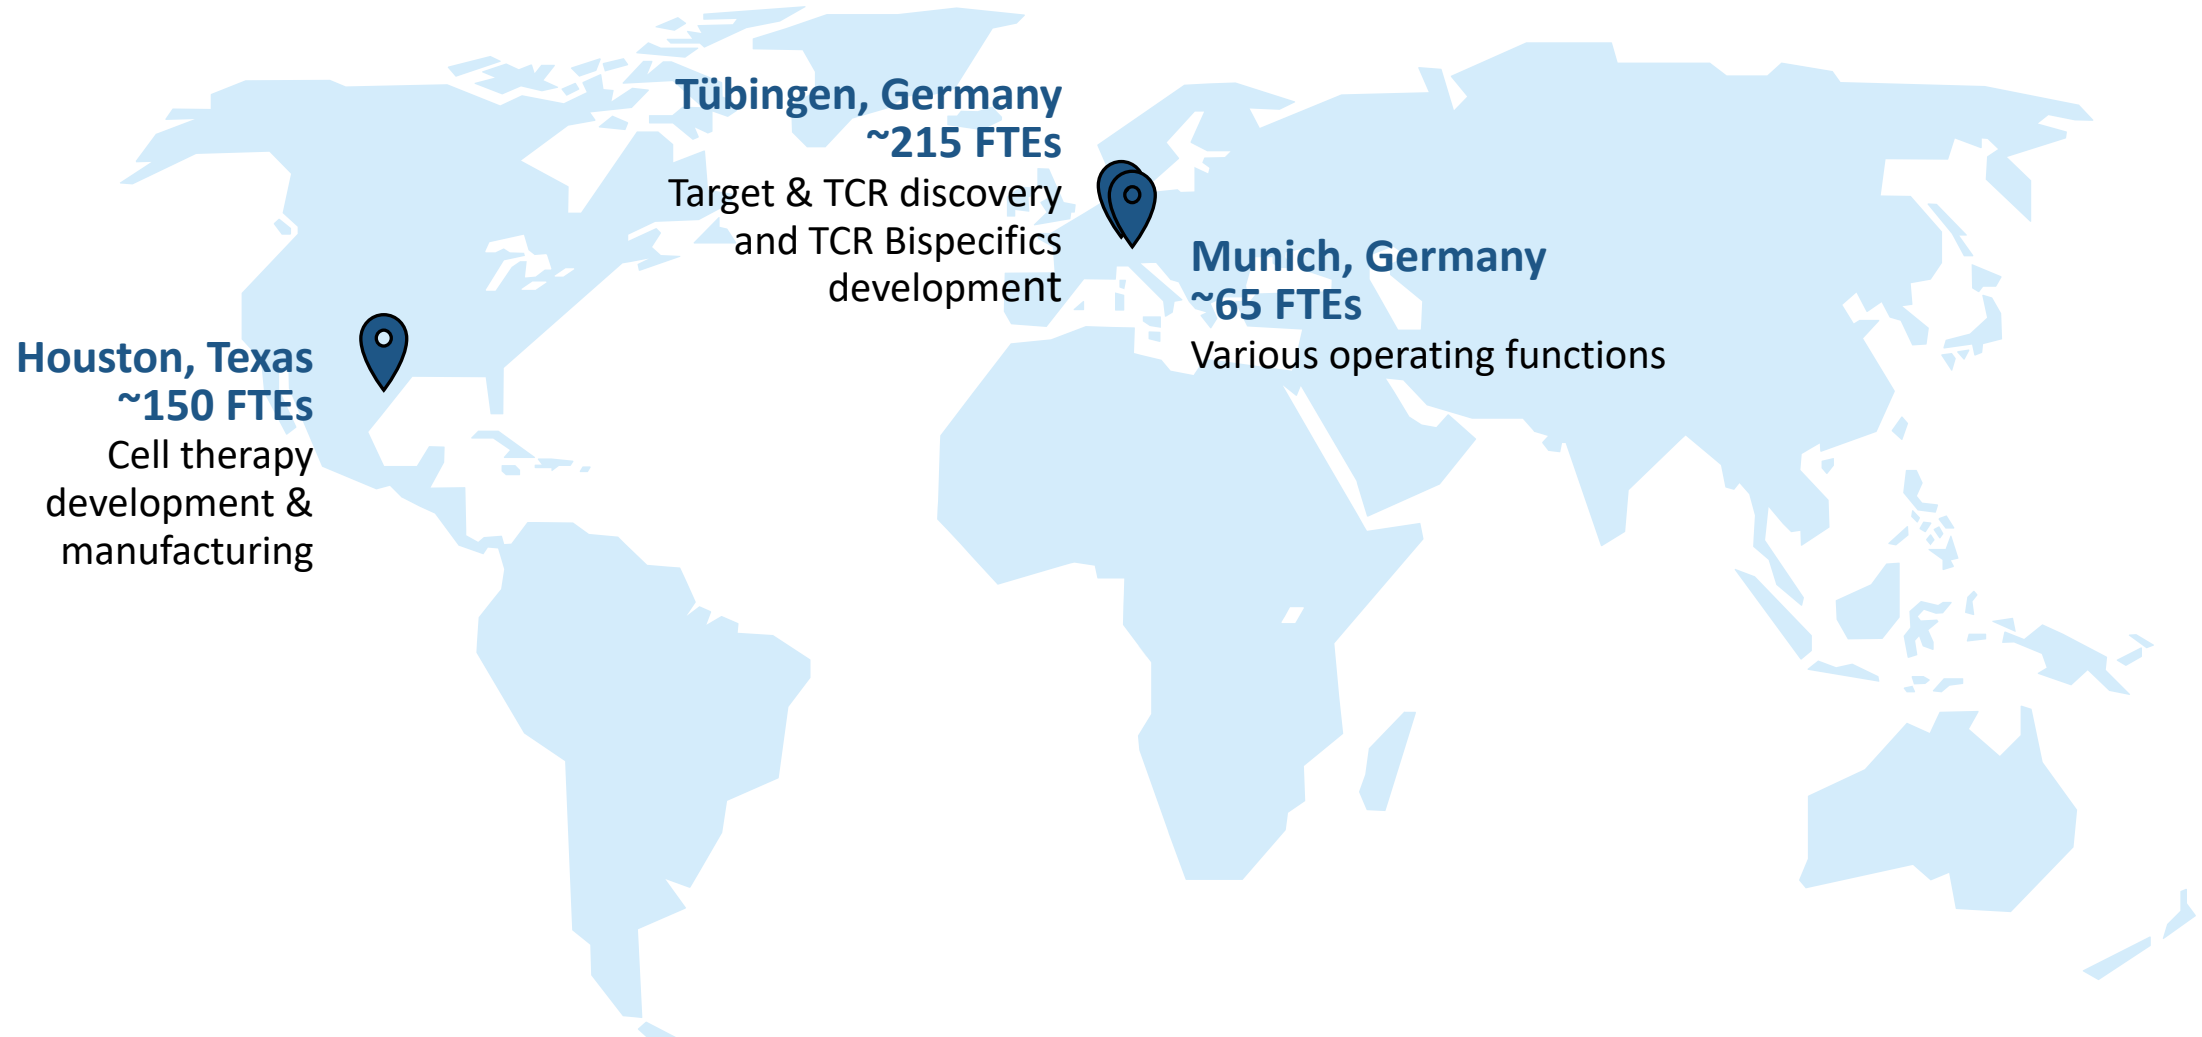 Tübingen, Germany
~215 FTEs
Target & TCR discovery
and TCR Bispecifics
development
Munich, Germany
~65 FTEs
Various operating functions
Houston, Texas
~150 FTEs
Cell therapy
development &
manufacturing